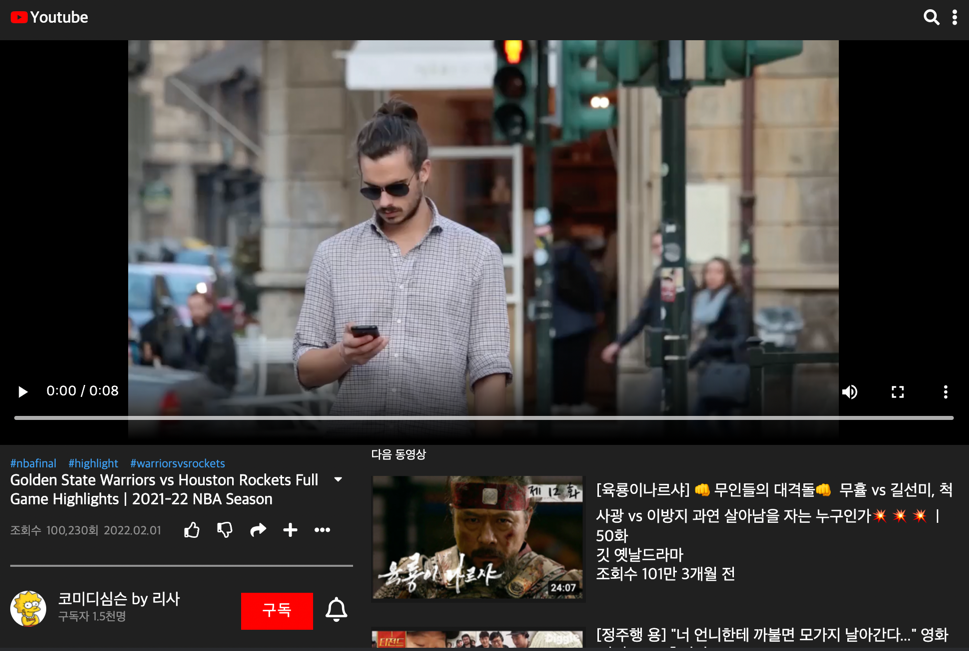 Youtube
0:00 / 0:08
#nbafinal #highlight #warriorsvsrockets
Golden State Warriors vs Houston Rockets Full
Game Highlights | 2021-22 NBA Season
조회수 100,230회 2022.02.01
코미디심슨 by 리사
구독자 1.5천명
구독
다음 동영상
제12화
육룡이나르샤
24:07
[육룡이나르샤] 👊 무인들의 대격돌👊 무휼 vs 길선미, 척
사광 vs 이방지 과연 살아남을 자는 누구인가💥 💥 💥 |
50화
깃 옛날드라마
조회수 101만 3개월 전
[정주행 용] "너 언니한테 까불면 모가지 날아간다..." 영화